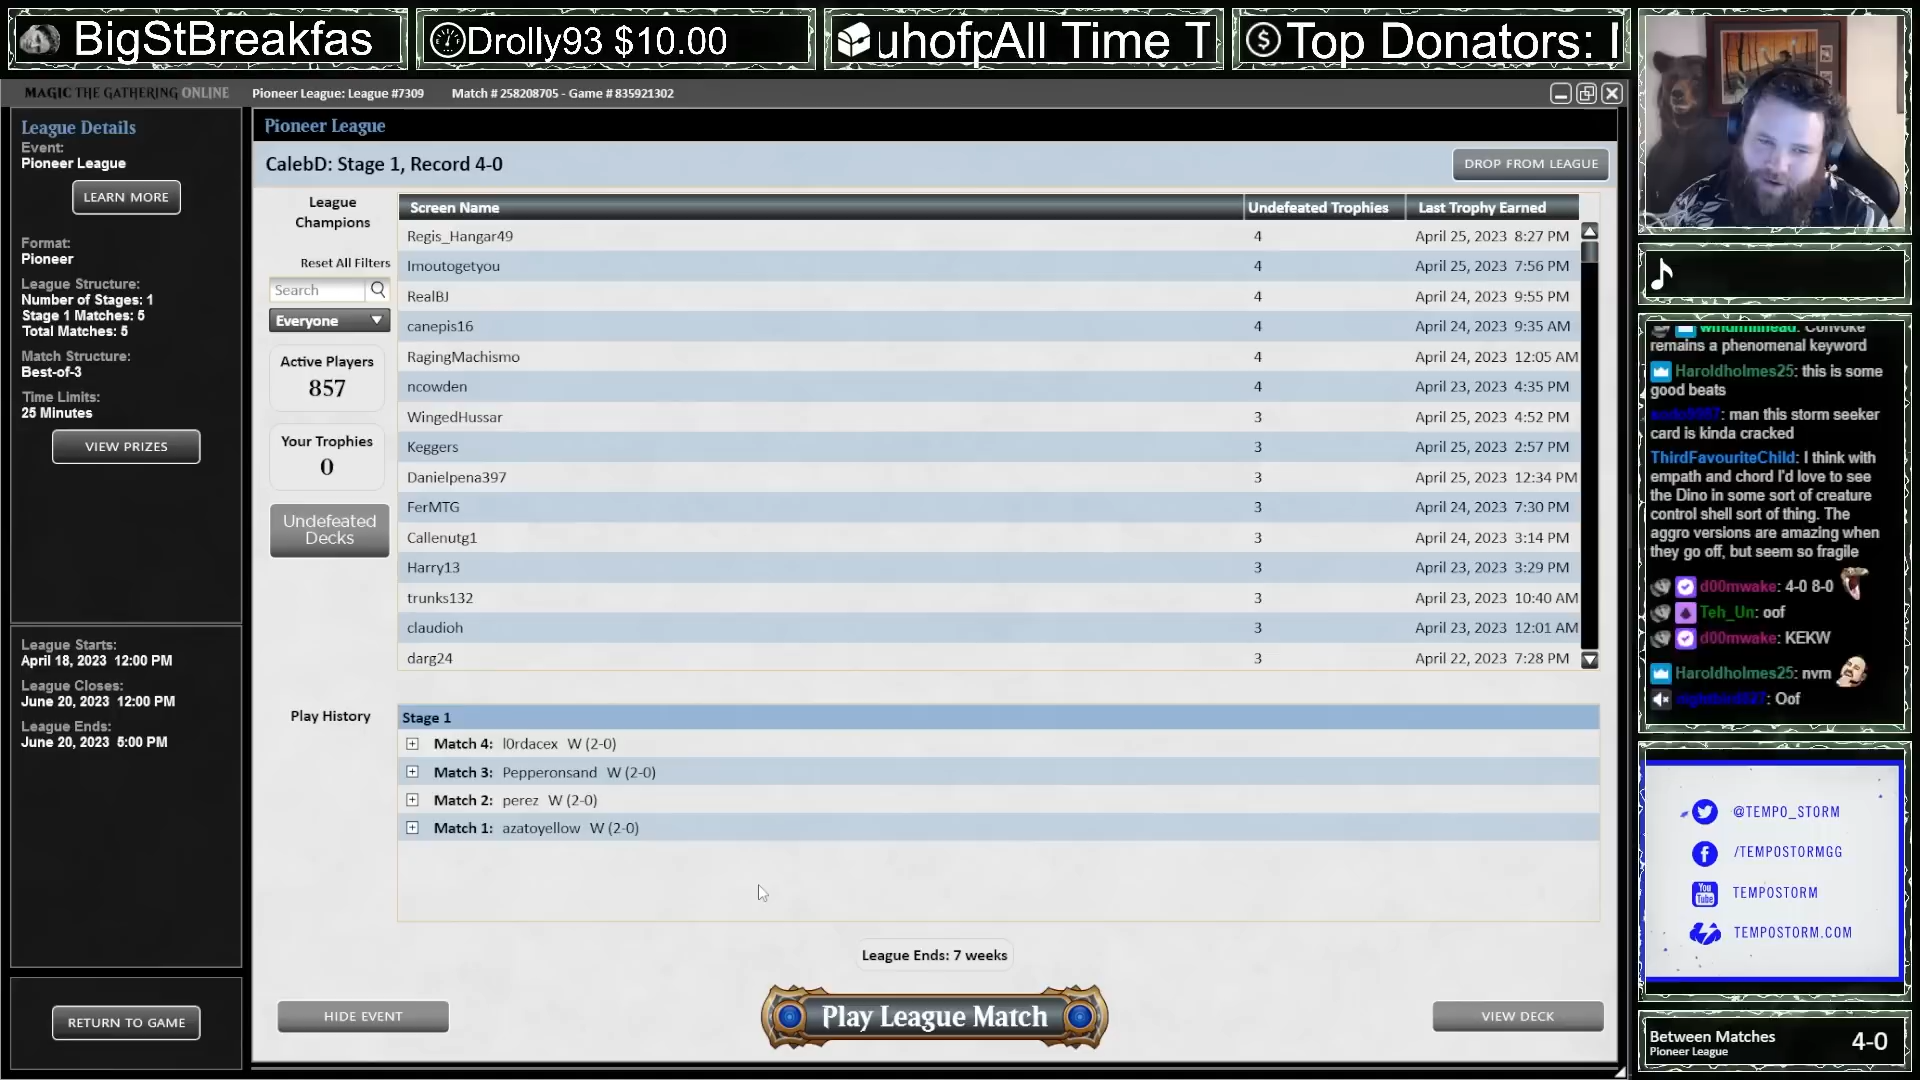 BigStBreakfas
Drolly93 $10.00
uhofpAll Time T
Top Donators:
MAGIC THE GATHERING ONLINE
Pioneer League: League #7309
Match # 258208705 - Game # 835921302
League Details
Event:
Pioneer League
LEARN MORE
Format:
Pioneer
League Structure:
Number of Stages: 1
Stage 1 Matches: 5
Total Matches: 5
Match Structure:
Best-of-3
Time Limits:
25 Minutes
VIEW PRIZES
League Starts:
April 18, 2023 12:00 PM
League Closes:
June 20, 2023 12:00 PM
League Ends:
June 20, 2023 5:00 PM
RETURN TO GAME
Pioneer League
CalebD: Stage 1, Record 4-0
DROP FROM LEAGUE
League
Champions
Reset All Filters
Search
Everyone
Active Players
857
Your Trophies
0
Undefeated
Decks
Screen Name Undefeated Trophies Last Trophy Earned
Regis_Hangar49 4 April 25, 2023 8:27 PM
Imoutogetyou 4 April 25, 2023 7:56 PM
RealBJ 4 April 24, 2023 9:55 PM
canepis16 4 April 24, 2023 9:35 AM
RagingMachismo 4 April 24, 2023 12:05 AM
ncowden 4 April 23, 2023 4:35 PM
WingedHussar 3 April 25, 2023 4:52 PM
Keggers 3 April 25, 2023 2:57 PM
Danielpena397 3 April 25, 2023 12:34 PM
FerMTG 3 April 24, 2023 7:30 PM
Callenutg1 3 April 24, 2023 3:14 PM
Harry13 3 April 23, 2023 3:29 PM
trunks132 3 April 23, 2023 10:40 AM
claudioh 3 April 23, 2023 12:01 AM
darg24 3 April 22, 2023 7:28 PM
Play History
Stage 1
Match 4: l0rdacex W (2-0)
Match 3: Pepperonsand W (2-0)
Match 2: perez W (2-0)
Match 1: azatoyellow W (2-0)
League Ends: 7 weeks
HIDE EVENT
Play League Match
VIEW DECK
windmillhead: Convoke
remains a phenomenal keyword
Haroldholmes25: this is some
good beats
: man this storm seeker
card is kinda cracked
ThirdFavouriteChild: I think with
empath and chord I'd love to see
the Dino in some sort of creature
control shell sort of thing. The
aggro versions are amazing when
they go off, but seem so fragile
d00mwake: 4-0 8-0
Teh_Un: oof
d00mwake: KEKW
Haroldholmes25: nvm
: Oof
@TEMPO_STORM
/TEMPOSTORMGG
You
Tube
TEMPOSTORM
TEMPOSTORM.COM
Between Matches
Pioneer League
4-0